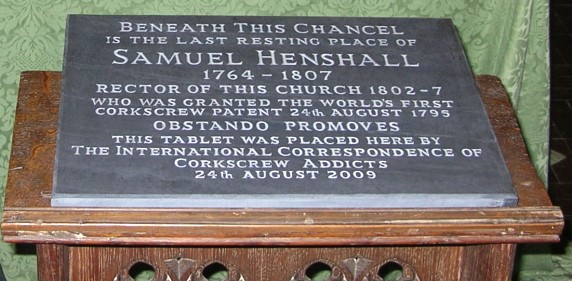 BENEATH THIS CHANCEL
IS THE LAST RESTING PLACE OF
SAMUEL HENSHALL
1764 - 1807
RECTOR OF THIS CHURCH 1802-7
WHO WAS GRANTED THE WORLD'S FIRST
CORKSCREW PATENT 24th AUGUST 1795
OBSTANDO PROMOVES
THIS TABLET WAS PLACED HERE BY
THE INTERNATIONAL CORRESPONDENCE OF
CORKSCREW ADDICTS
24th AUGUST 2009